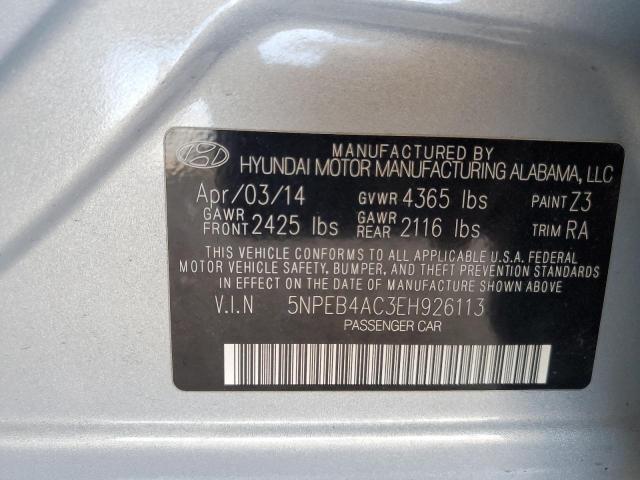 MANUFACTURED BY
HYUNDAI MOTOR MANUFACTURING ALABAMA, LLC
Apr/03/14 GVWR 4365 lbs PAINT Z3
GAWR FRONT 2425 lbs GAWR REAR 2116 lbs TRIM RA
THIS VEHICLE CONFORMS TO ALL APPLICABLE U.S.A. FEDERAL
MOTOR VEHICLE SAFETY, BUMPER, AND THEFT PREVENTION
STANDARDS IN EFFECT ON THE DATE OF MANUFACTURE SHOWN ABOVE.
V.I.N 5NPEB4AC3EH926113
PASSENGER CAR